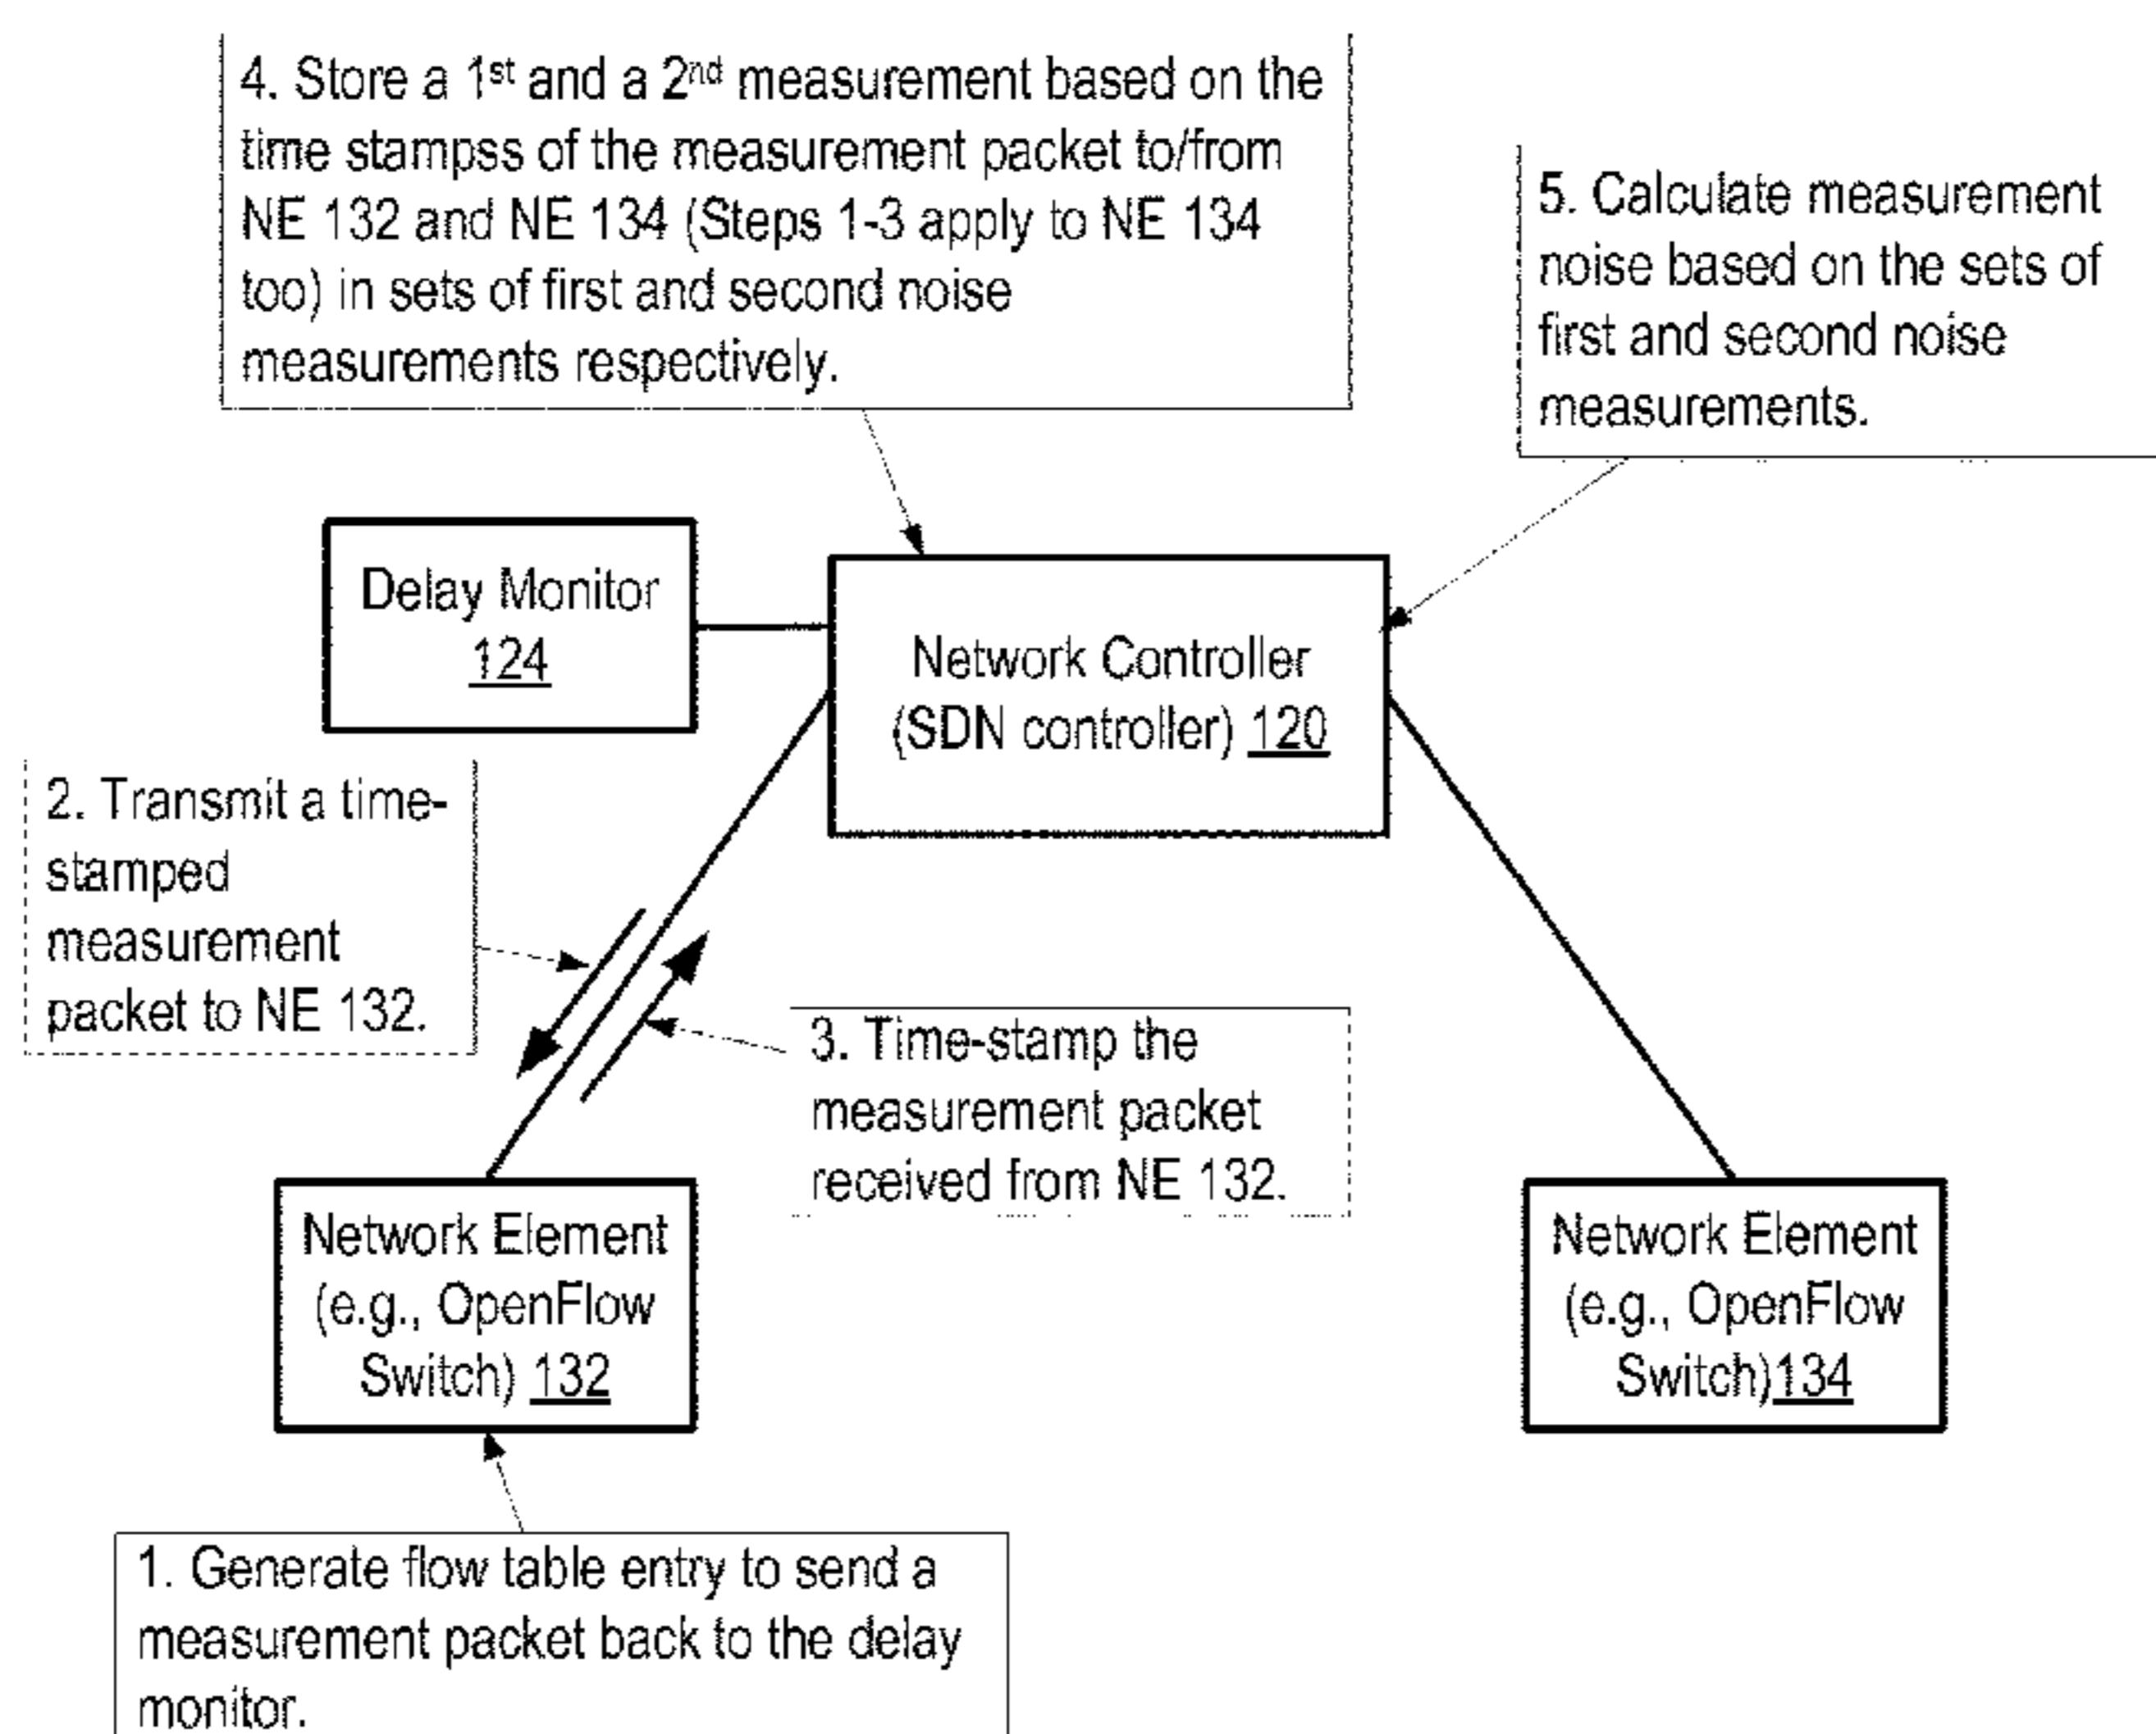 4. Store a 1st and a 2nd measurement based on the
time stampss of the measurement packet to/from
NE 132 and NE 134 (Steps 1-3 apply to NE 134
too) in sets of first and second noise
measurements respectively.
5. Calculate measurement
noise based on the sets of
first and second noise
measurements.
Delay Monitor
124
Network Controller
(SDN controller) 120
2. Transmit a time-
stamped
measurement
packet to NE 132.
3. Time-stamp the
measurement packet
received from NE 132.
Network Element
(e.g., OpenFlow
Switch) 132
Network Element
(e.g., OpenFlow
Switch)134
1. Generate flow table entry to send a
measurement packet back to the delay
monitor.